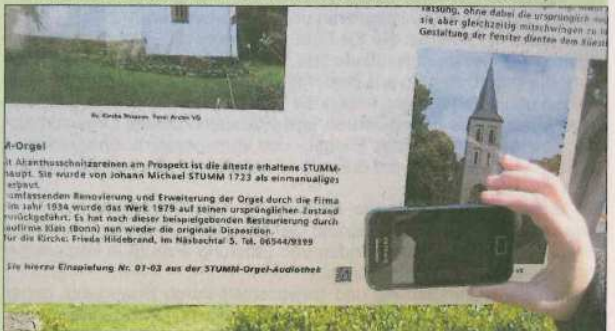 fassung, ohne dabei die ursprünglich
sie aber gleichzeitig mitschwingen zu
Gestaltung der Fenster dienten dem
Ev. Kirche Rhaunen Foto: Archiv VG
M-Orgel
it Akanthusschnitzereien am Prospekt ist die älteste erhaltene STUMM-
haupt. Sie wurde von Johann Michael STUMM 1723 als einmanualiges
erbaut.
umfassenden Renovierung und Erweiterung der Orgel durch die Firma
im Jahr 1934 wurde das Werk 1979 auf seinen ursprünglichen Zustand
zurückgeführt. Es hat nach dieser beispielgebenden Restaurierung durch
aufirma Klais (Bonn) nun wieder die originale Disposition.
für die Kirche: Frieda Hildebrand, Im Näsbachtal 5, Tel. 06544/9399
Sie hierzu Einspielung Nr. 01-03 aus der STUMM-Orgel-Audiothek
SAMSUNG